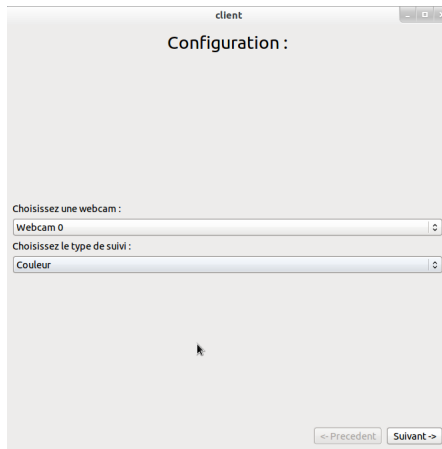 client
Configuration :
Choisissez une webcam :
Webcam 0
Choisissez le type de suivi :
Couleur
<- Precedent Suivant ->